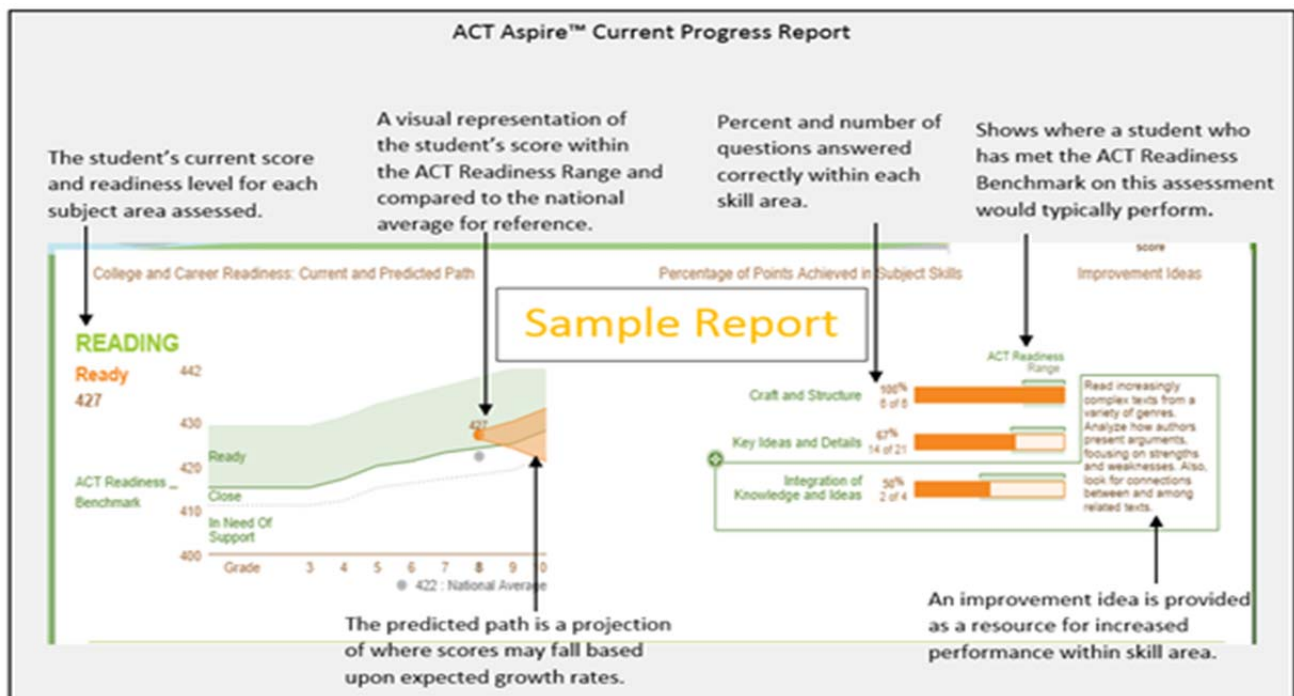 ACT Aspire™ Current Progress Report
The student's current score
and readiness level for each
subject area assessed.
A visual representation of
the student's score within
the ACT Readiness Range and
compared to the national
average for reference.
Percent and number of
questions answered
correctly within each
skill area.
Shows where a student who
has met the ACT Readiness
Benchmark on this assessment
would typically perform.
score
College and Career Readiness: Current and Predicted Path
Percentage of Points Achieved in Subject Skills
Improvement Ideas
Sample Report
READING
Ready
427
442
430
420
410
400
ACT Readiness
Benchmark
Ready
Close
In Need Of
Support
427
Grade 3 4 5 6 7 8 9 10
422 : National Average
ACT Readiness
Range
Craft and Structure
100%
Key Ideas and Details
67%
14 of 21
Integration of
Knowledge and Ideas
50%
2 of 4
Read increasingly
complex texts from a
variety of genres.
Analyze how authors
present arguments,
focusing on strengths
and weaknesses. Also,
look for connections
between and among
related texts.
The predicted path is a projection
of where scores may fall based
upon expected growth rates.
An improvement idea is provided
as a resource for increased
performance within skill area.